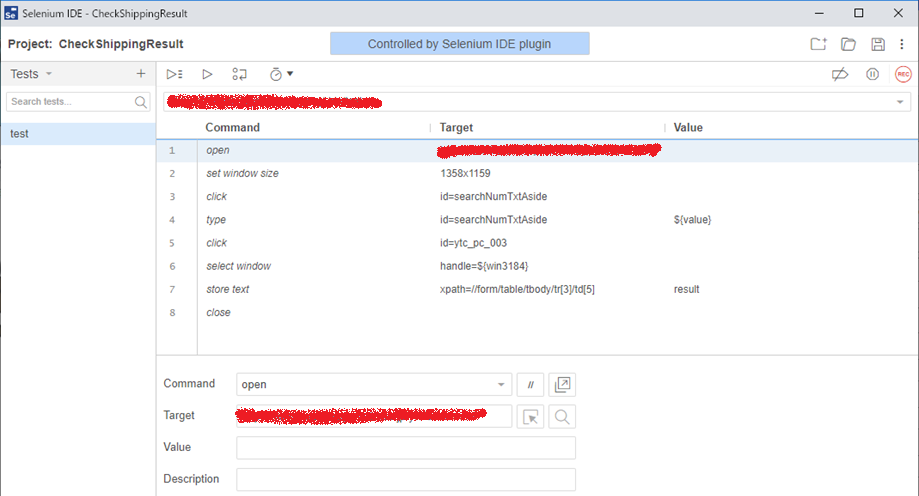 Se Selenium IDE - CheckShippingResult
Project: CheckShippingResult
Controlled by Selenium IDE plugin
Tests
REC
Search tests...
test
Command Target Value
1 open
2 set window size 1358x1159
3 click id=searchNumTxtAside
4 type id=searchNumTxtAside ${value}
5 click id=ytc_pc_003
6 select window handle=${win3184}
7 store text xpath=//form/table/tbody/tr[3]/td[5] result
8 close
Command open //
Target
Value
Description